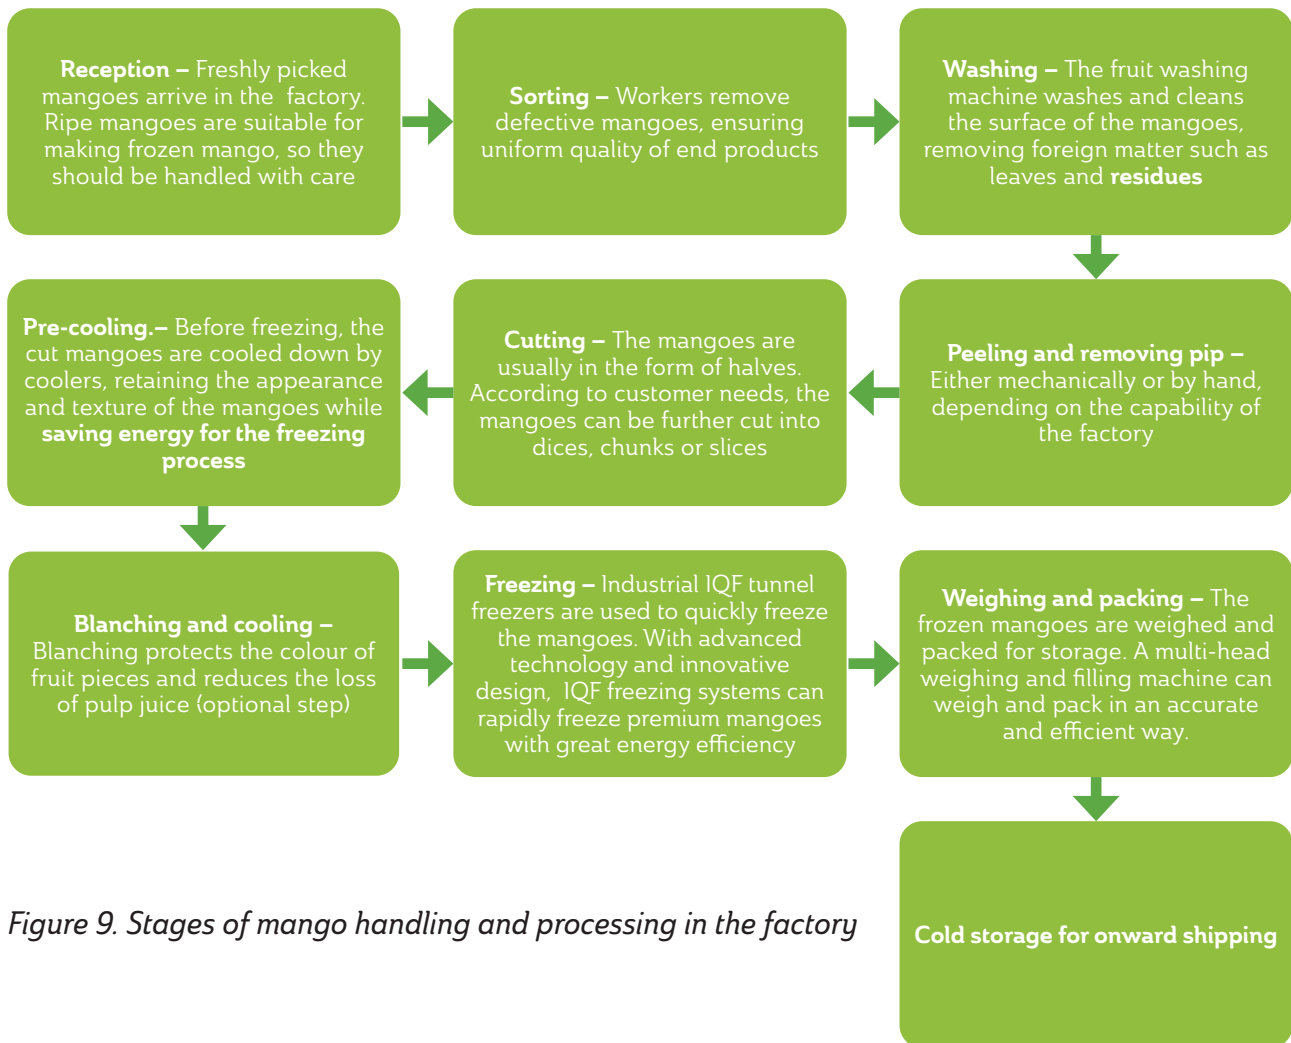 Reception – Freshly picked
mangoes arrive in the factory.
Ripe mangoes are suitable for
making frozen mango, so they
should be handled with care
Sorting – Workers remove
defective mangoes, ensuring
uniform quality of end products
Washing – The fruit washing
machine washes and cleans
the surface of the mangoes,
removing foreign matter such as
leaves and residues
Peeling and removing pip –
Either mechanically or by hand,
depending on the capability of
the factory
Cutting – The mangoes are
usually in the form of halves.
According to customer needs, the
mangoes can be further cut into
dices, chunks or slices
Pre-cooling.– Before freezing, the
cut mangoes are cooled down by
coolers, retaining the appearance
and texture of the mangoes while
saving energy for the freezing
process
Blanching and cooling –
Blanching protects the colour of
fruit pieces and reduces the loss
of pulp juice (optional step)
Freezing – Industrial IQF tunnel
freezers are used to quickly freeze
the mangoes. With advanced
technology and innovative
design, IQF freezing systems can
rapidly freeze premium mangoes
with great energy efficiency
Weighing and packing – The
frozen mangoes are weighed and
packed for storage. A multi-head
weighing and filling machine can
weigh and pack in an accurate
and efficient way.
Cold storage for onward shipping
Figure 9. Stages of mango handling and processing in the factory